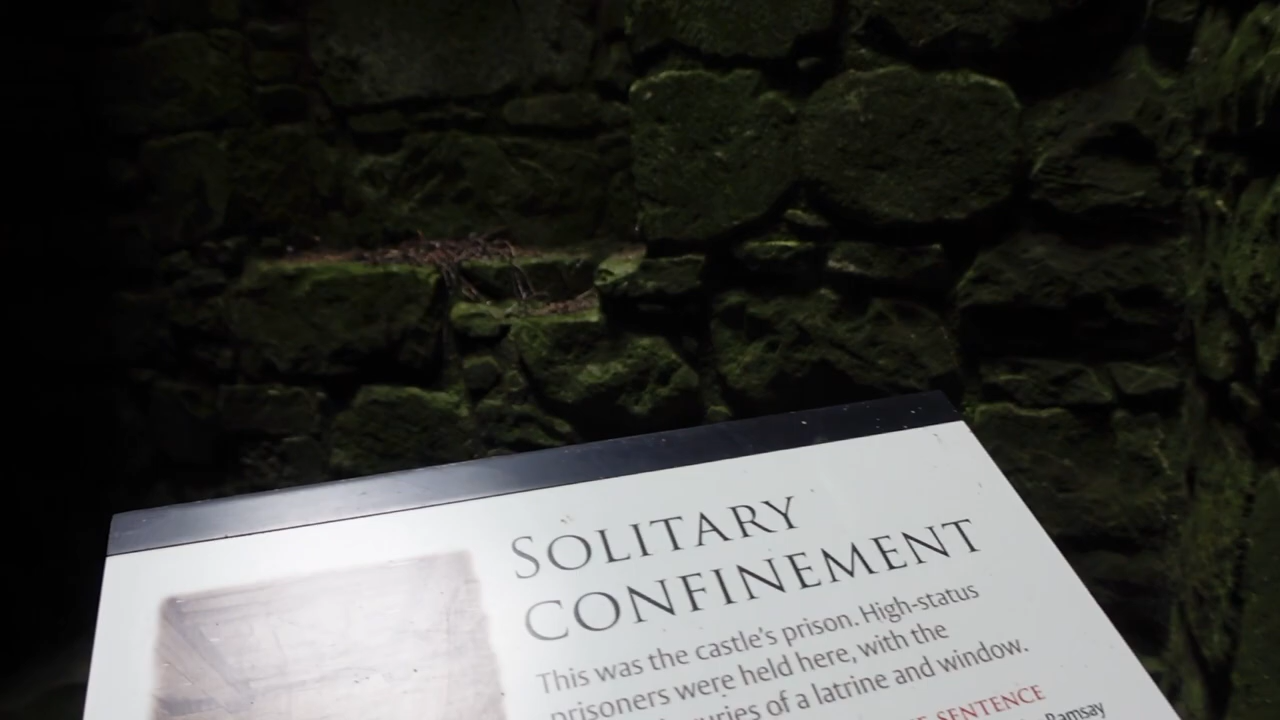 SOLITARY
CONFINEMENT
This was the castle's prison. High-status
prisoners were held here, with the
of a latrine and window.
SENTENCE
Ramsay